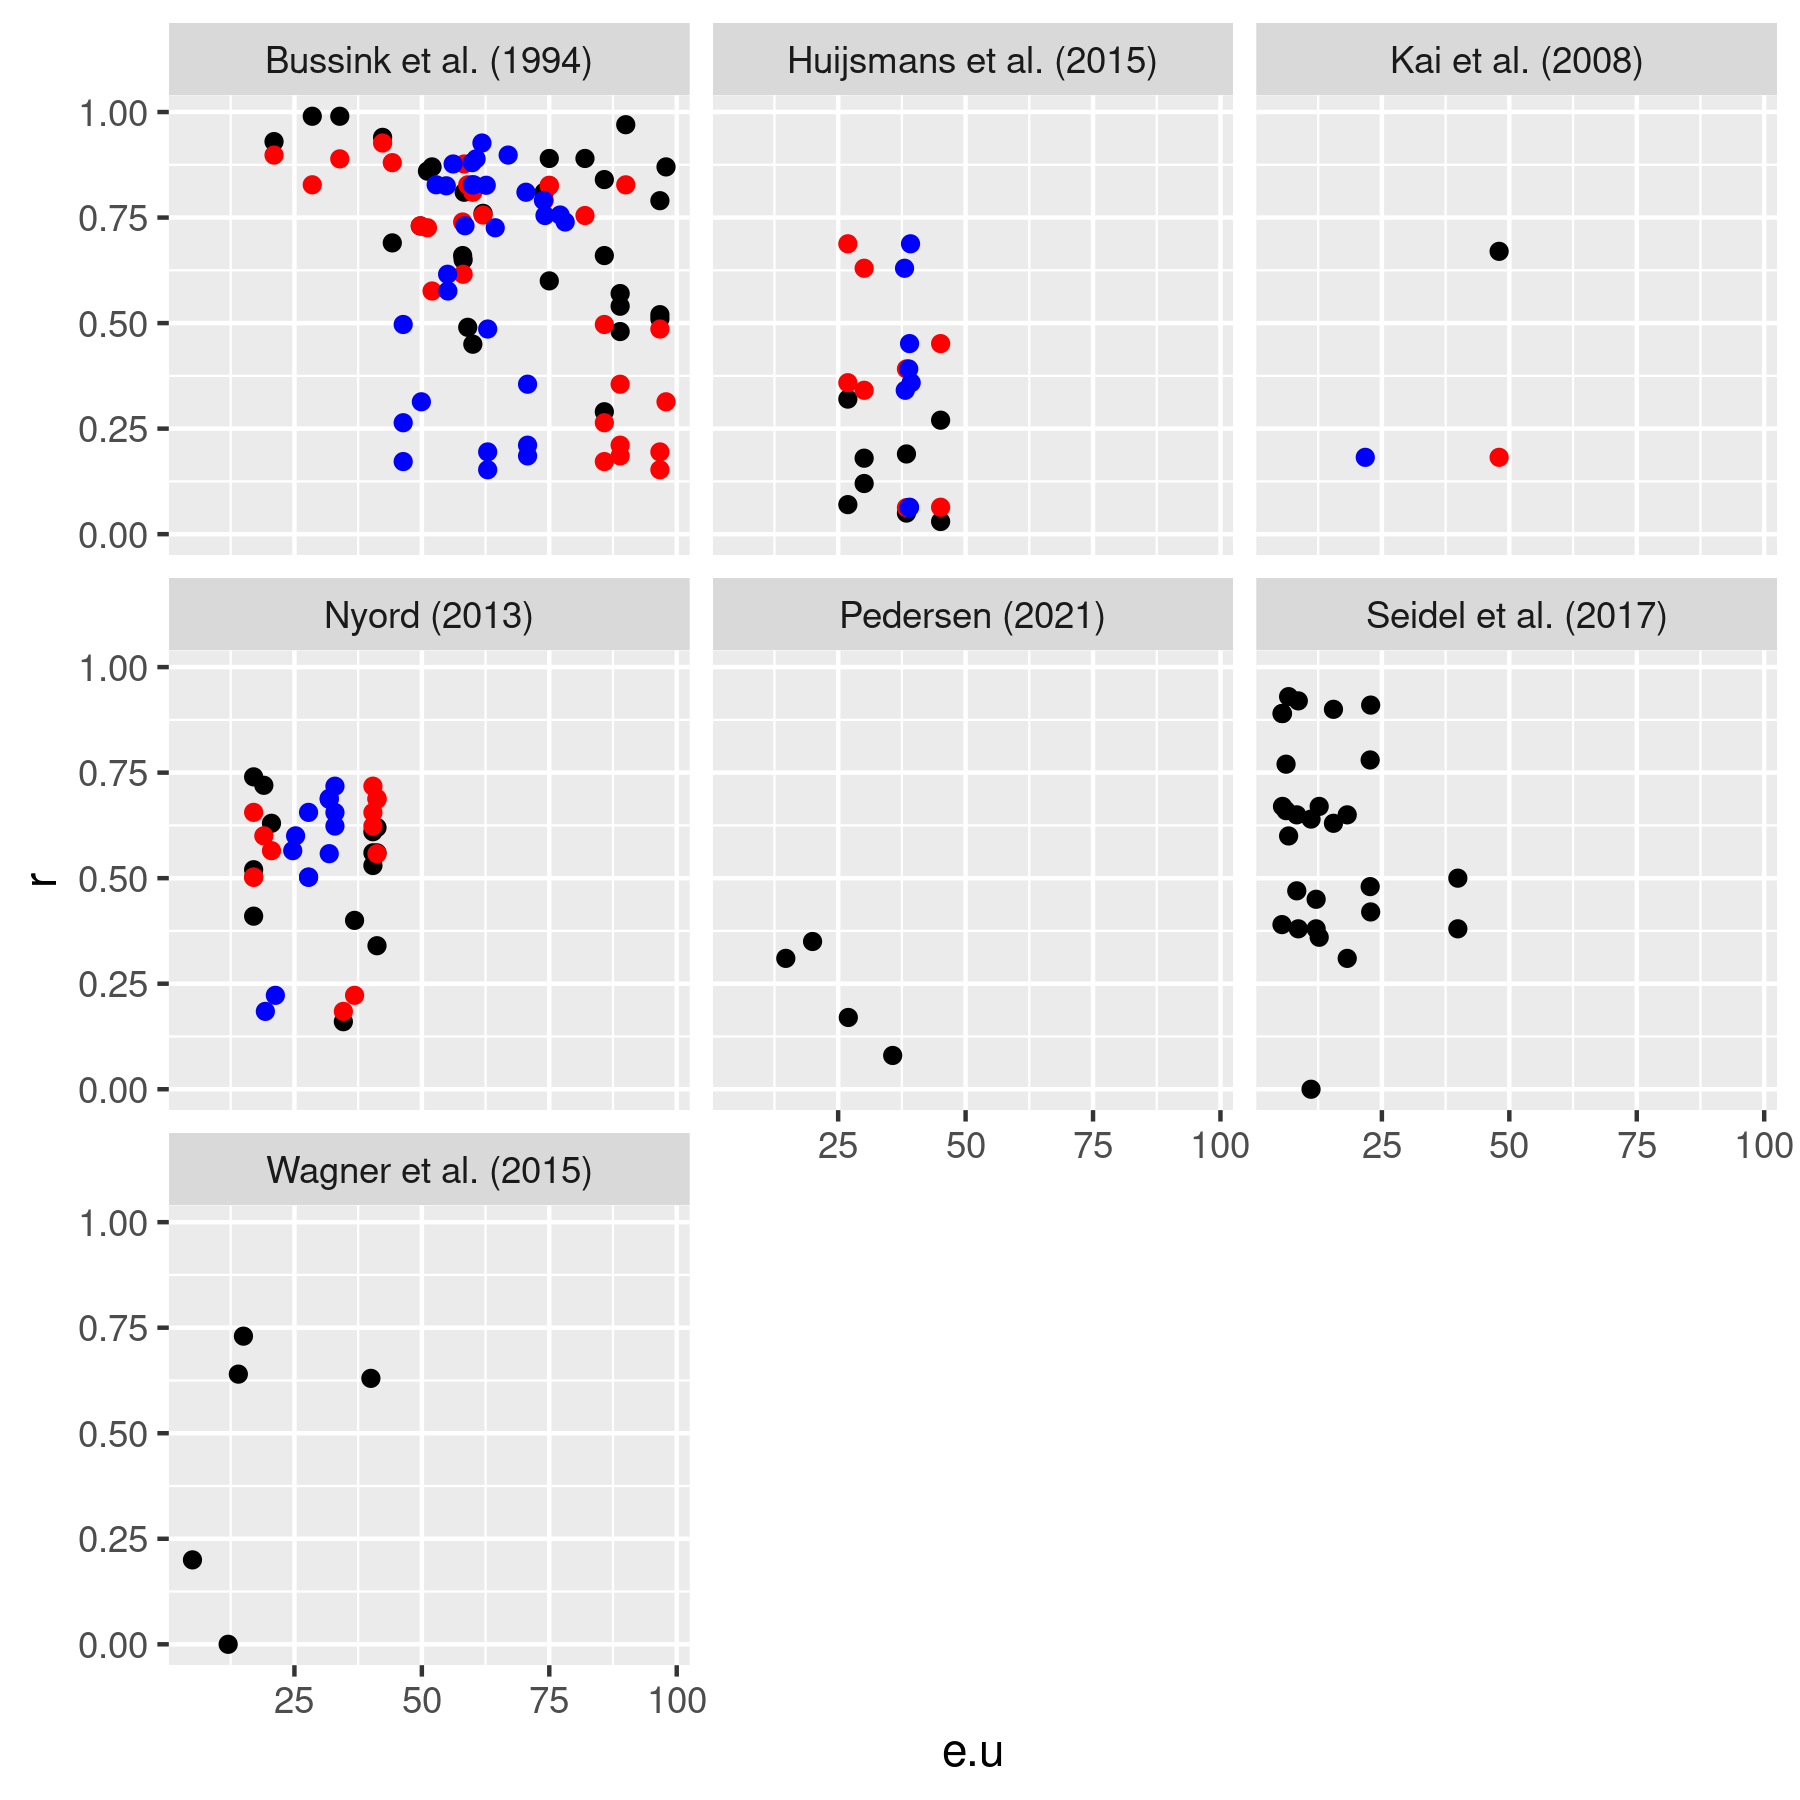 Bussink et al. (1994) Huijsmans et al. (2015) Kai et al. (2008)
1.00
0.75
0.50
0.25
0.00
Nyord (2013) Pedersen (2021) Seidel et al. (2017)
1.00
0.75
0.50
0.25
0.00
r
25 50 75 100 25 50 75 100
Wagner et al. (2015)
1.00
0.75
0.50
0.25
0.00
25 50 75 100
e.u